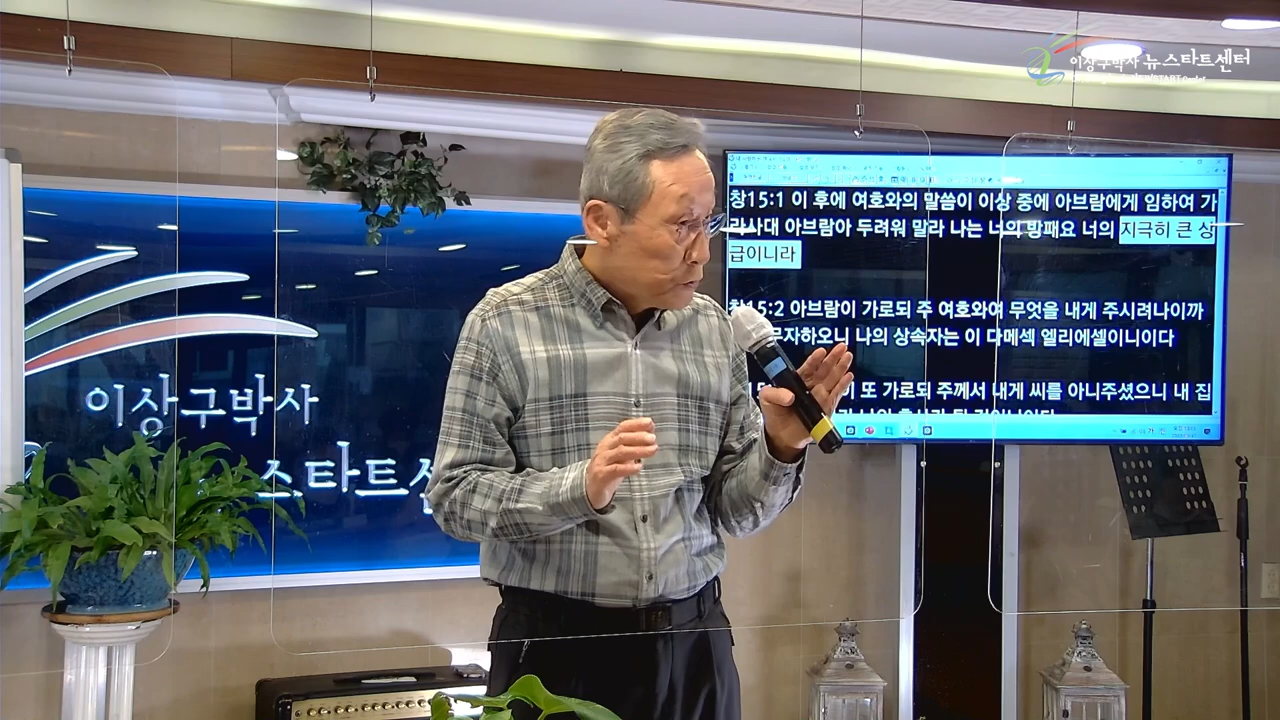 이상구박사 뉴스타트센터
창15:1 이 후에 여호와의 말씀이 이상 중에 아브람에게 임하여 가
라사대 아브람아 두려워 말라 나는 너의 방패요 너의 지극히 큰 상
급이니라
창15:2 아브람이 가로되 주 여호와여 무엇을 내게 주시려나이까
무자하오니 나의 상속자는 이 다메섹 엘리에셀이니이다
또 가로되 주께서 내게 씨를 아니주셨으니 내 집
이상구박사
스타트센